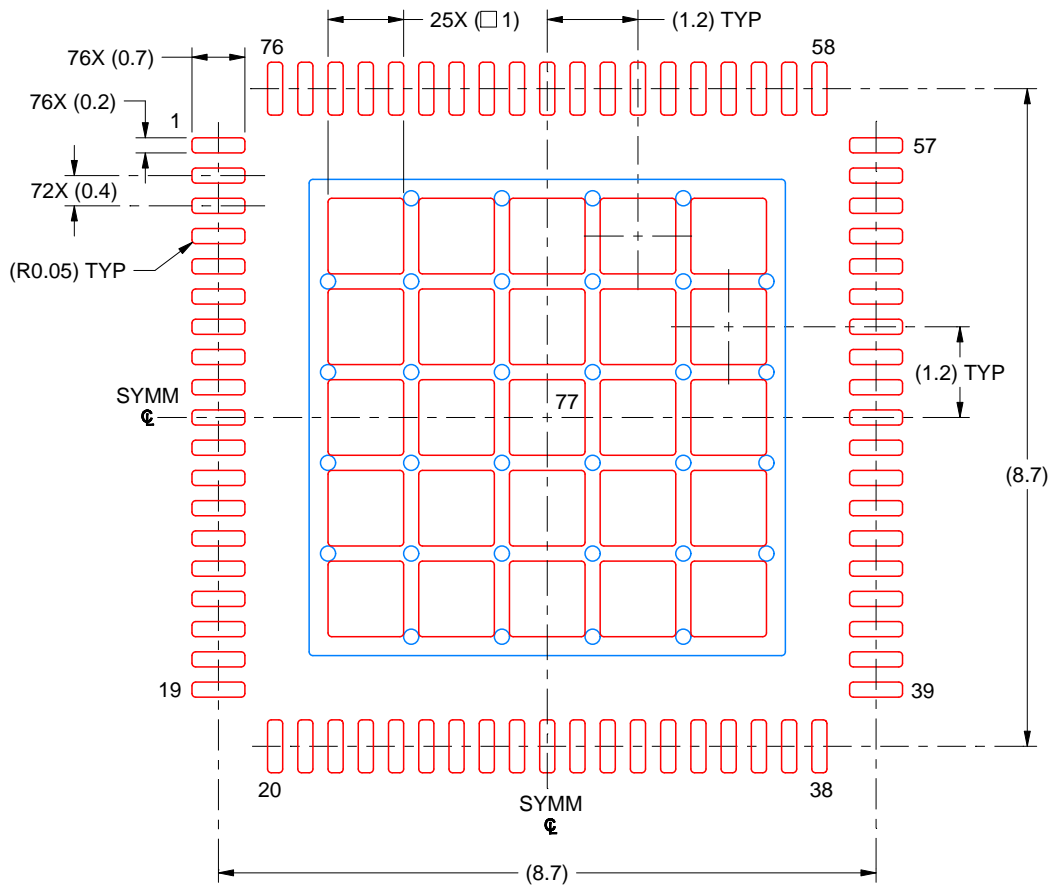 25X (□ 1)
(1.2) TYP
76X (0.7)
76
58
76X (0.2)
1
57
72X (0.4)
(R0.05) TYP
(1.2) TYP
SYMM
℄
77
(8.7)
19
39
20
38
SYMM
℄
(8.7)